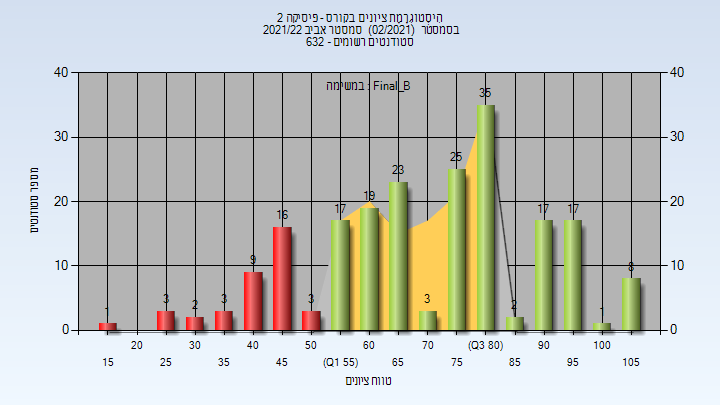 היסטוגרמת ציונים בקורס - פיסיקה 2
בסמסטר (02/2021) סמסטר אביב 2021/22
סטודנטים רשומים - 632
במשימה : Final_B
40 40
30 30
20 20
10 10
0 0
מספר סטודנטים
1 3 2 3 9 16 3 17 19 23 3 25 35 2 17 17 1 8
20 30 40 50 60 70 (Q3 80) 90 100
15 25 35 45 (Q1 55) 65 75 85 95 105
טווח ציונים